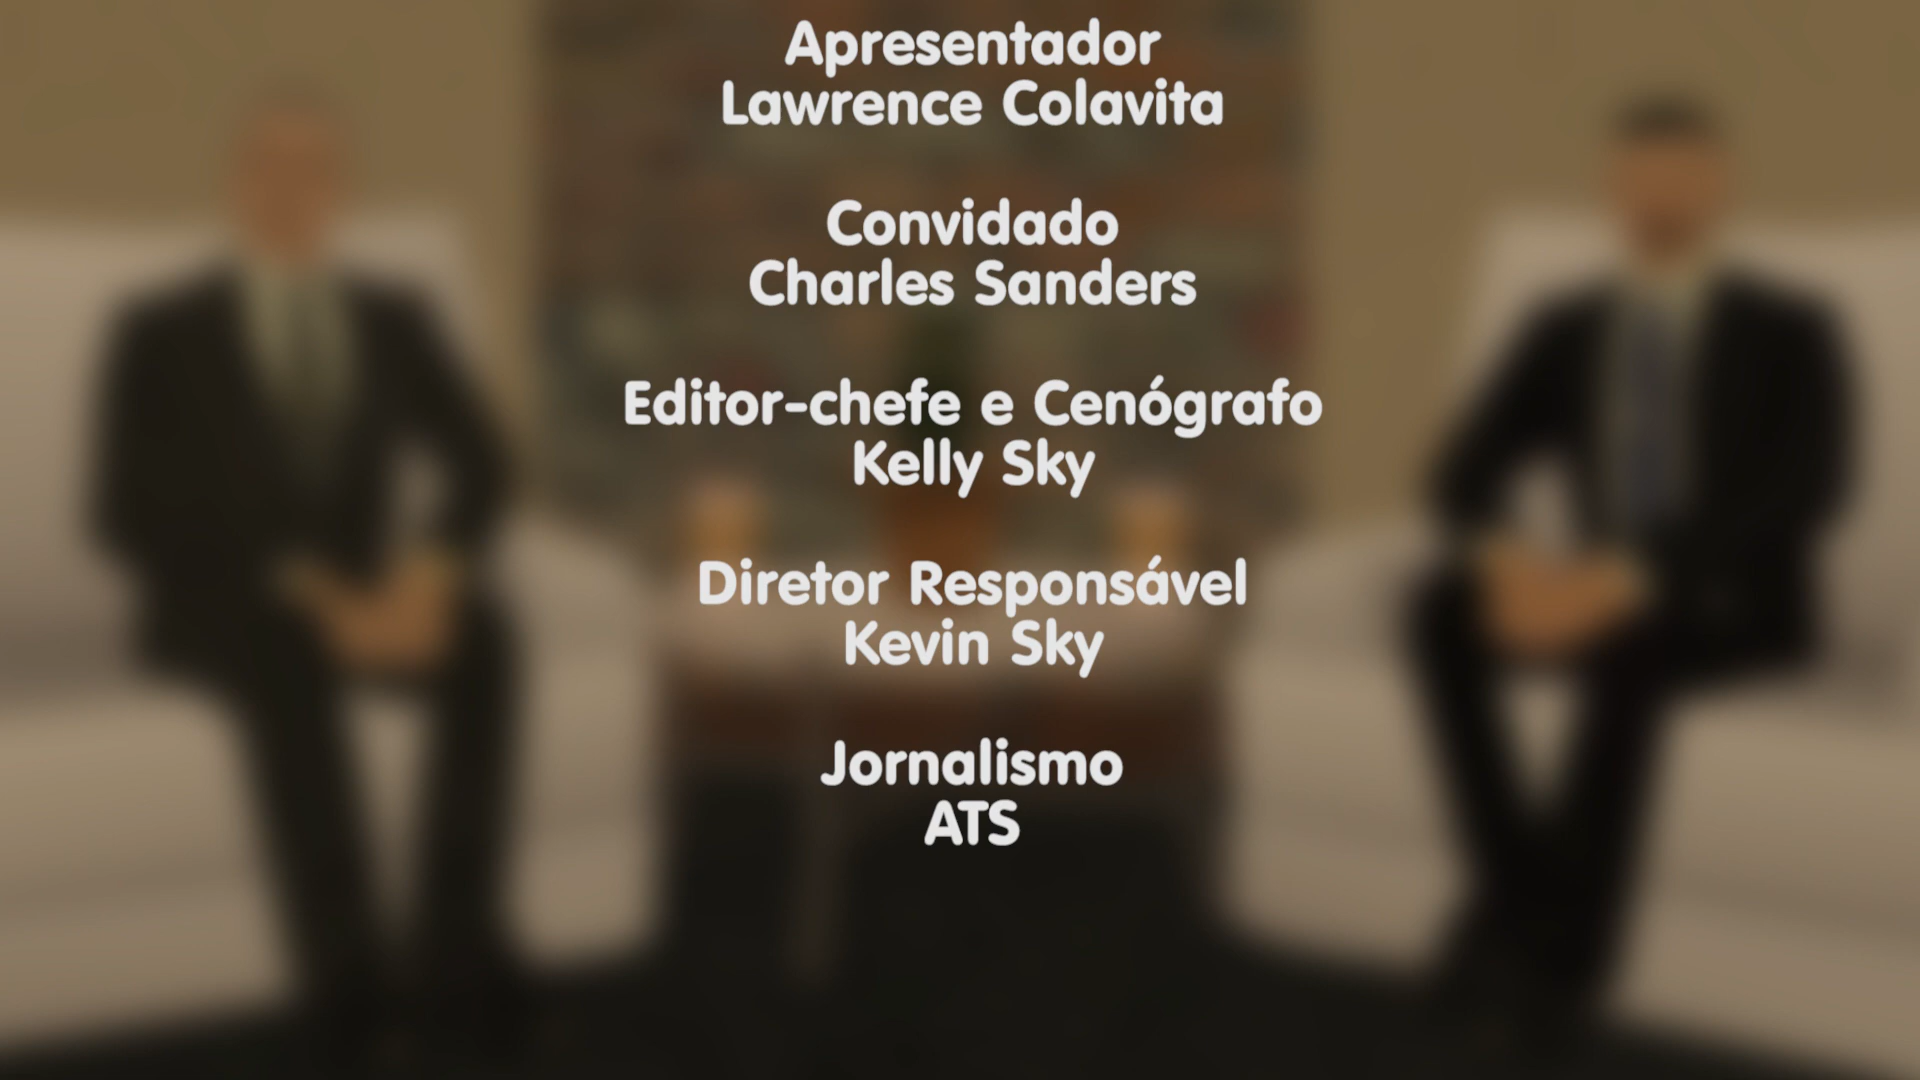 Apresentador
Lawrence Colavita
Convidado
Charles Sanders
Editor-chefe e Cenógrafo
Kelly Sky
Diretor Responsável
Kevin Sky
Jornalismo
ATS